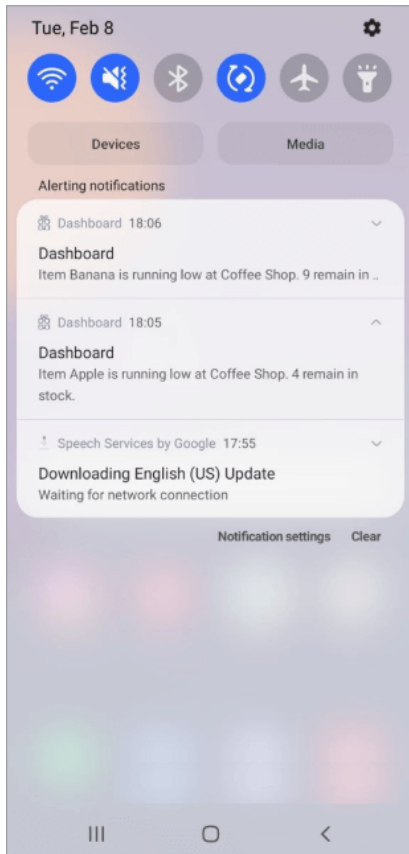 Tue, Feb 8
Devices
Media
Alerting notifications
Dashboard 18:06
Dashboard
Item Banana is running low at Coffee Shop. 9 remain in ..
Dashboard 18:05
Dashboard
Item Apple is running low at Coffee Shop. 4 remain in
stock.
Speech Services by Google 17:55
Downloading English (US) Update
Waiting for network connection
Notification settings Clear